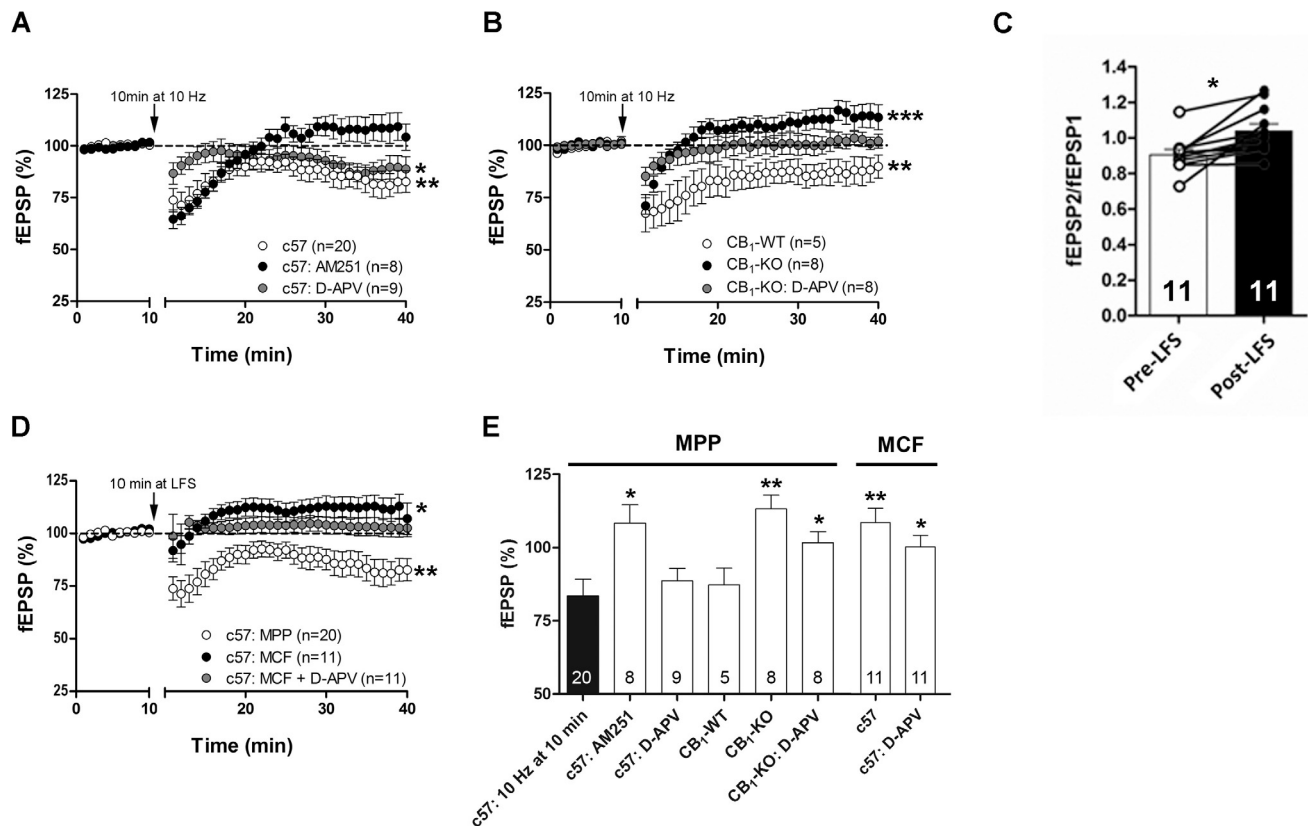 A
10min at 10 Hz
125
100
75
50
25
fEPSP (%)
**
*
c57 (n=20)
c57: AM251 (n=8)
c57: D-APV (n=9)
0
10
20
30
40
Time (min)
B
10min at 10 Hz
125
100
75
50
25
fEPSP (%)
***
**
CB₁-WT (n=5)
CB₁-KO (n=8)
CB₁-KO: D-APV (n=8)
0
10
20
30
40
Time (min)
C
1.4
1.2
1.0
0.8
0.6
0.4
0.2
0.0
fEPSP2/fEPSP1
*
11
11
Pre-LFS
Post-LFS
D
10 min at LFS
125
100
75
50
25
fEPSP (%)
*
**
c57: MPP (n=20)
c57: MCF (n=11)
c57: MCF + D-APV (n=11)
0
10
20
30
40
Time (min)
E
MPP
MCF
125
100
75
50
fEPSP (%)
*
**
*
**
*
20
8
9
5
8
8
11
11
c57: 10 Hz at 10 min
c57: AM251
c57: D-APV
CB₁-WT
CB₁-KO
CB₁-KO: D-APV
c57
c57: D-APV